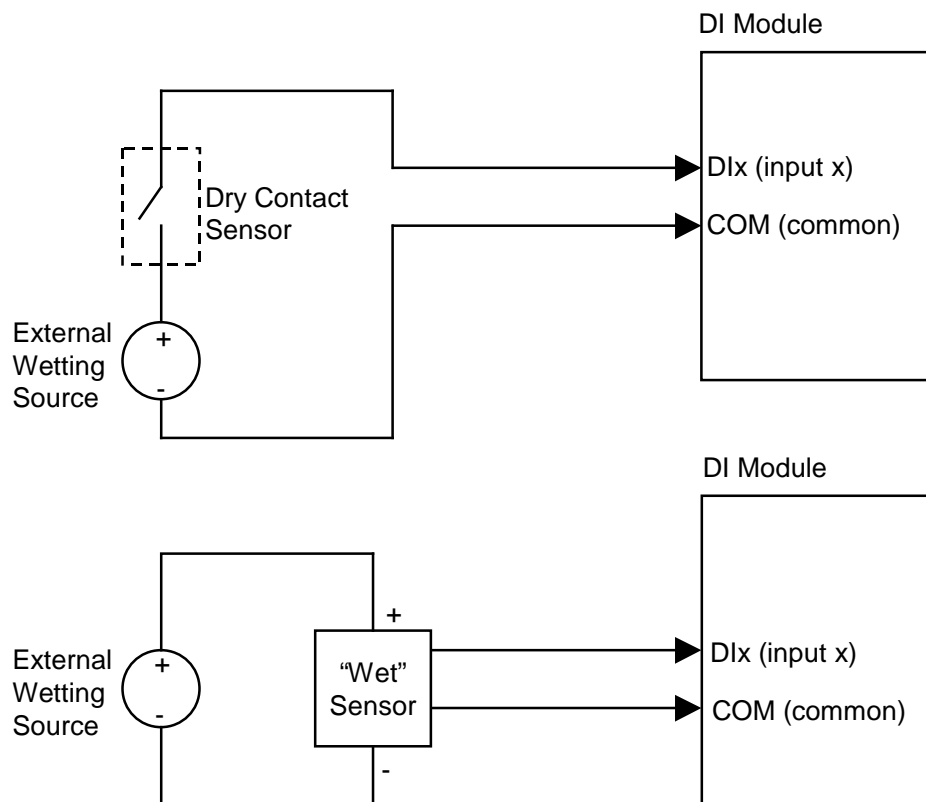 DI Module
DIx (input x)
Dry Contact
Sensor
COM (common)
External
Wetting
Source
+
-
DI Module
+
External
Wetting
Source
+
-
“Wet”
Sensor
DIx (input x)
COM (common)
-